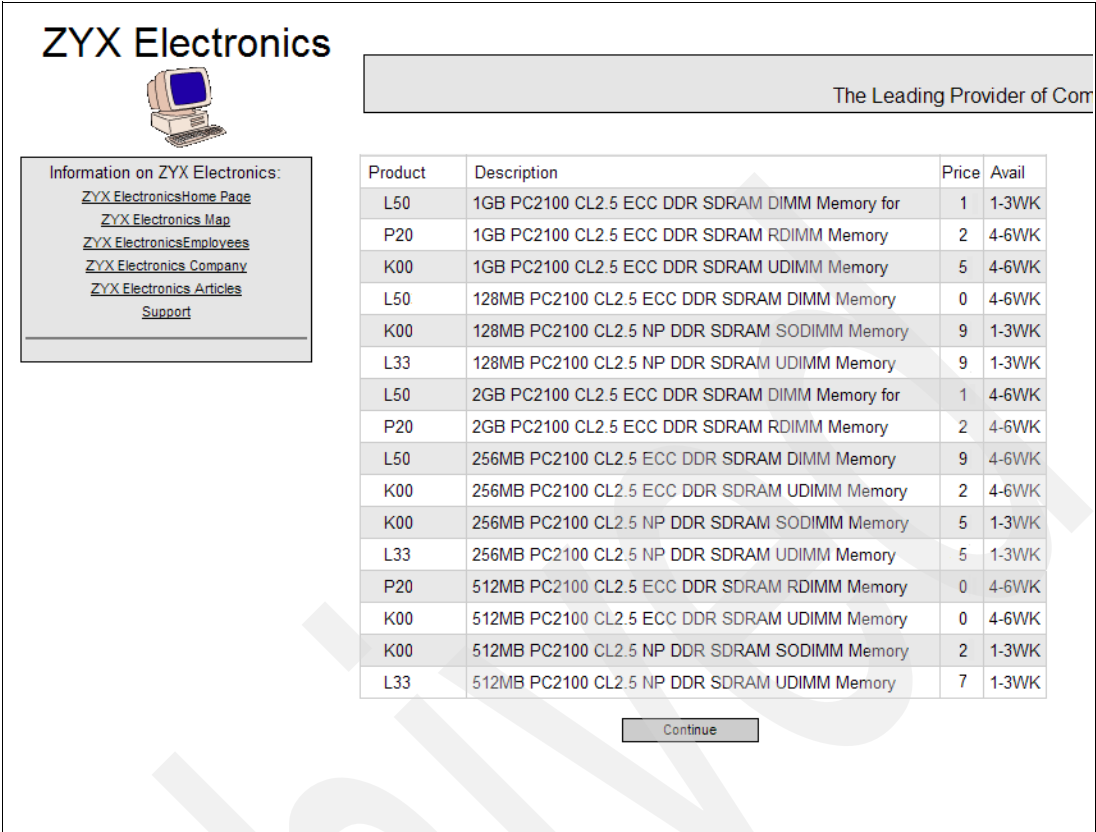 ZYX Electronics
The Leading Provider of Com
Information on ZYX Electronics:
ZYX ElectronicsHome Page
ZYX Electronics Map
ZYX ElectronicsEmployees
ZYX Electronics Company
ZYX Electronics Articles
Support
Product Description Price Avail
L50 1GB PC2100 CL2.5 ECC DDR SDRAM DIMM Memory for 1 1-3WK
P20 1GB PC2100 CL2.5 ECC DDR SDRAM RDIMM Memory 2 4-6WK
K00 1GB PC2100 CL2.5 ECC DDR SDRAM UDIMM Memory 5 4-6WK
L50 128MB PC2100 CL2.5 ECC DDR SDRAM DIMM Memory 0 4-6WK
K00 128MB PC2100 CL2.5 NP DDR SDRAM SODIMM Memory 9 1-3WK
L33 128MB PC2100 CL2.5 NP DDR SDRAM UDIMM Memory 9 1-3WK
L50 2GB PC2100 CL2.5 ECC DDR SDRAM DIMM Memory for 1 4-6WK
P20 2GB PC2100 CL2.5 ECC DDR SDRAM RDIMM Memory 2 4-6WK
L50 256MB PC2100 CL2.5 ECC DDR SDRAM DIMM Memory 9 4-6WK
K00 256MB PC2100 CL2.5 ECC DDR SDRAM UDIMM Memory 2 4-6WK
K00 256MB PC2100 CL2.5 NP DDR SDRAM SODIMM Memory 5 1-3WK
L33 256MB PC2100 CL2.5 NP DDR SDRAM UDIMM Memory 5 1-3WK
P20 512MB PC2100 CL2.5 ECC DDR SDRAM RDIMM Memory 0 4-6WK
K00 512MB PC2100 CL2.5 ECC DDR SDRAM UDIMM Memory 0 4-6WK
K00 512MB PC2100 CL2.5 NP DDR SDRAM SODIMM Memory 2 1-3WK
L33 512MB PC2100 CL2.5 NP DDR SDRAM UDIMM Memory 7 1-3WK
Continue